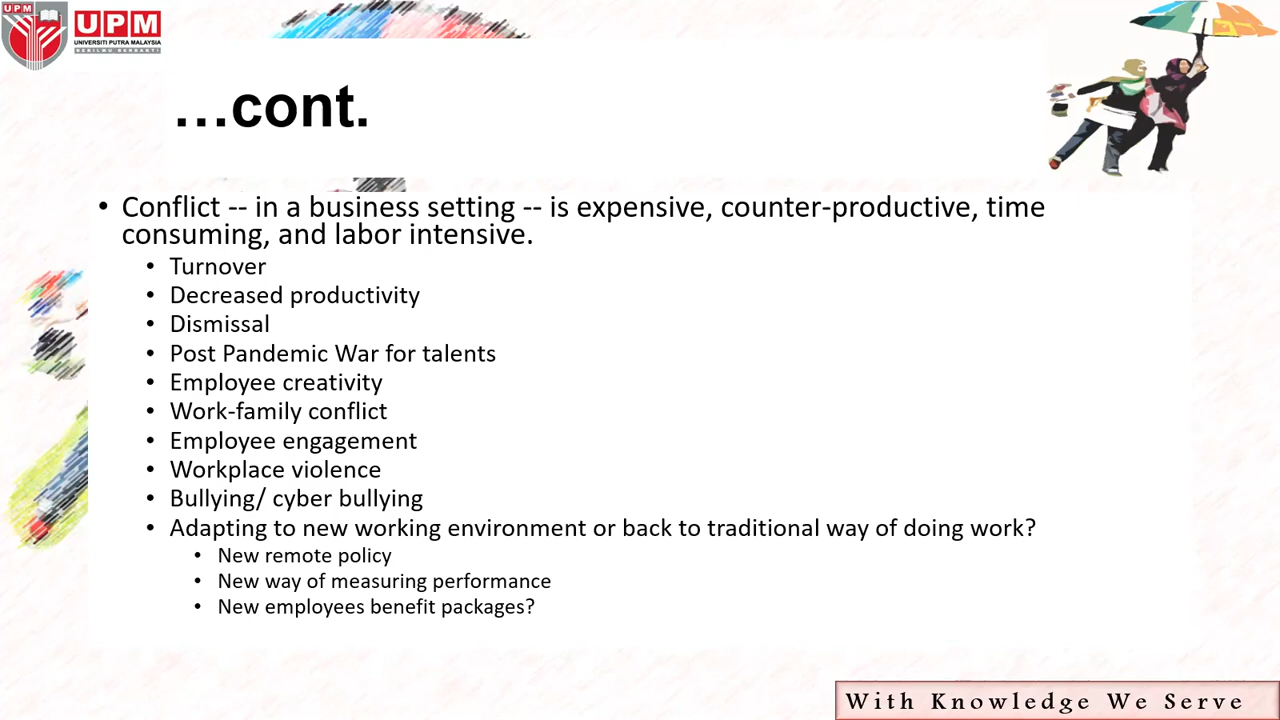 UPM
UPM
UNIVERSITI PUTRA MALAYSIA
BERILMU BERBAKTI
…cont.
• Conflict -- in a business setting -- is expensive, counter-productive, time
consuming, and labor intensive.
• Turnover
• Decreased productivity
• Dismissal
• Post Pandemic War for talents
• Employee creativity
• Work-family conflict
• Employee engagement
• Workplace violence
• Bullying/ cyber bullying
• Adapting to new working environment or back to traditional way of doing work?
• New remote policy
• New way of measuring performance
• New employees benefit packages?
With Knowledge We Serve